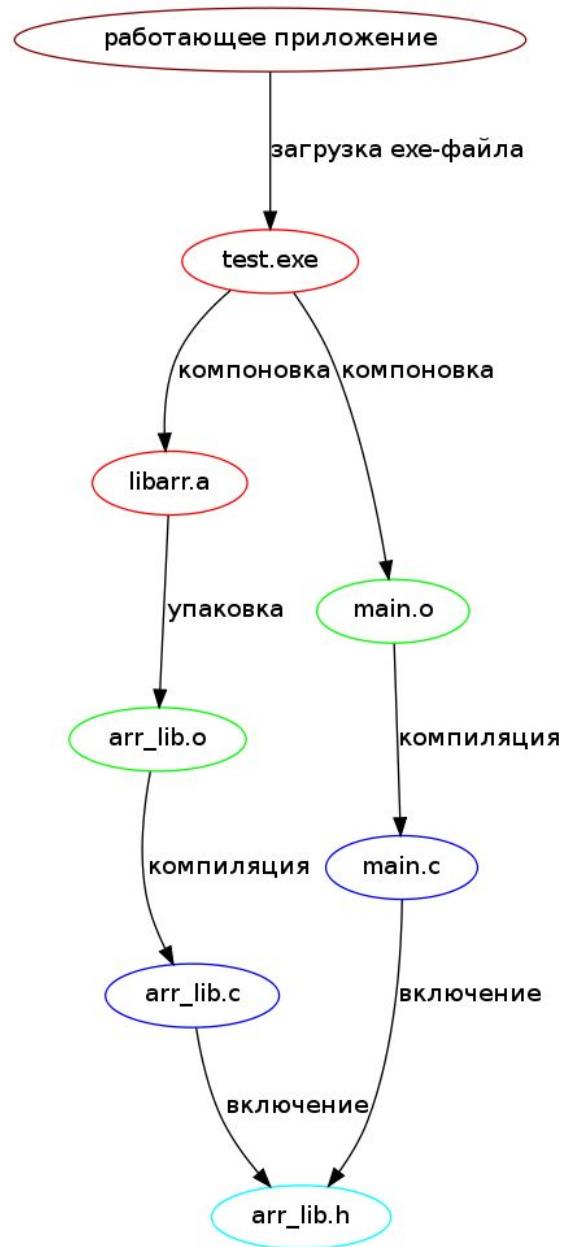 работающее приложение
загрузка exe-файла
test.exe
компоновка
компоновка
libarr.a
упаковка
main.o
arr_lib.o
компиляция
компиляция
main.c
arr_lib.c
включение
включение
arr_lib.h